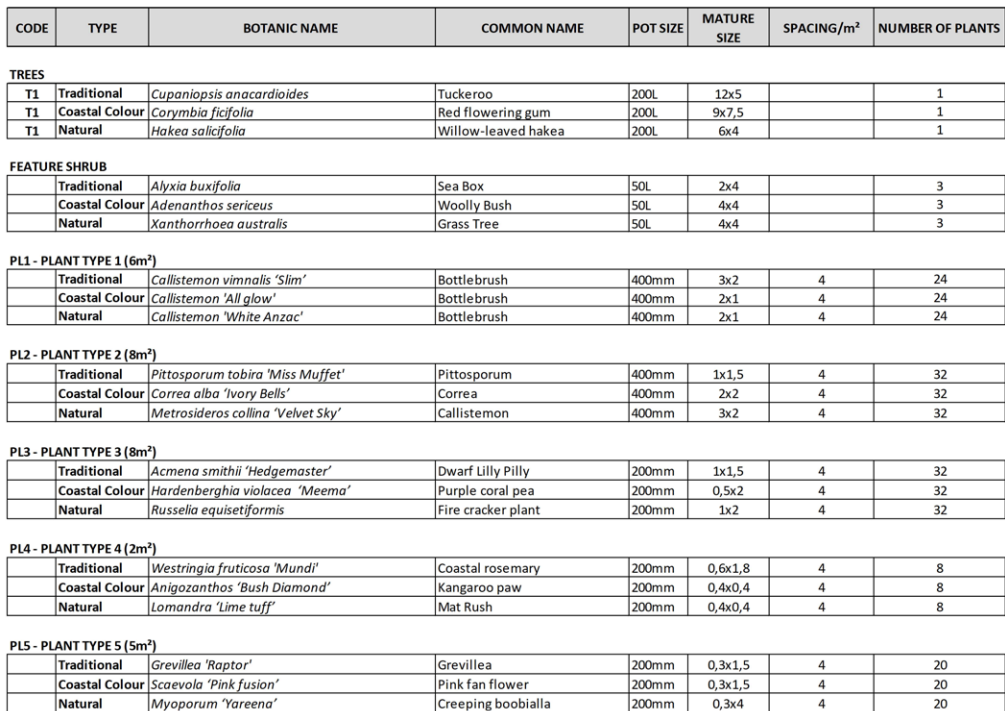 CODE TYPE BOTANIC NAME COMMON NAME POT SIZE MATURE SIZE SPACING/m² NUMBER OF PLANTS
TREES
T1 Traditional Cupaniopsis anacardioides Tuckeroo 200L 12x5 1
T1 Coastal Colour Corymbia ficifolia Red flowering gum 200L 9x7,5 1
T1 Natural Hakea salicifolia Willow-leaved hakea 200L 6x4 1
FEATURE SHRUB
Traditional Alyxia buxifolia Sea Box 50L 2x4 3
Coastal Colour Adenanthos sericeus Woolly Bush 50L 4x4 3
Natural Xanthorrhoea australis Grass Tree 50L 4x4 3
PL1 - PLANT TYPE 1 (6m²)
Traditional Callistemon vimnalis ‘Slim’ Bottlebrush 400mm 3x2 4 24
Coastal Colour Callistemon 'All glow' Bottlebrush 400mm 2x1 4 24
Natural Callistemon 'White Anzac' Bottlebrush 400mm 2x1 4 24
PL2 - PLANT TYPE 2 (8m²)
Traditional Pittosporum tobira 'Miss Muffet' Pittosporum 400mm 1x1,5 4 32
Coastal Colour Correa alba ‘Ivory Bells’ Correa 400mm 2x2 4 32
Natural Metrosideros collina ‘Velvet Sky’ Callistemon 400mm 3x2 4 32
PL3 - PLANT TYPE 3 (8m²)
Traditional Acmena smithii ‘Hedgemaster’ Dwarf Lilly Pilly 200mm 1x1,5 4 32
Coastal Colour Hardenberghia violacea ‘Meema’ Purple coral pea 200mm 0,5x2 4 32
Natural Russelia equisetiformis Fire cracker plant 200mm 1x2 4 32
PL4 - PLANT TYPE 4 (2m²)
Traditional Westringia fruticosa 'Mundi' Coastal rosemary 200mm 0,6x1,8 4 8
Coastal Colour Anigozanthos ‘Bush Diamond’ Kangaroo paw 200mm 0,4x0,4 4 8
Natural Lomandra ‘Lime tuff’ Mat Rush 200mm 0,4x0,4 4 8
PL5 - PLANT TYPE 5 (5m²)
Traditional Grevillea 'Raptor' Grevillea 200mm 0,3x1,5 4 20
Coastal Colour Scaevola ‘Pink fusion’ Pink fan flower 200mm 0,3x1,5 4 20
Natural Myoporum ‘Yareena’ Creeping boobialla 200mm 0,3x4 4 20